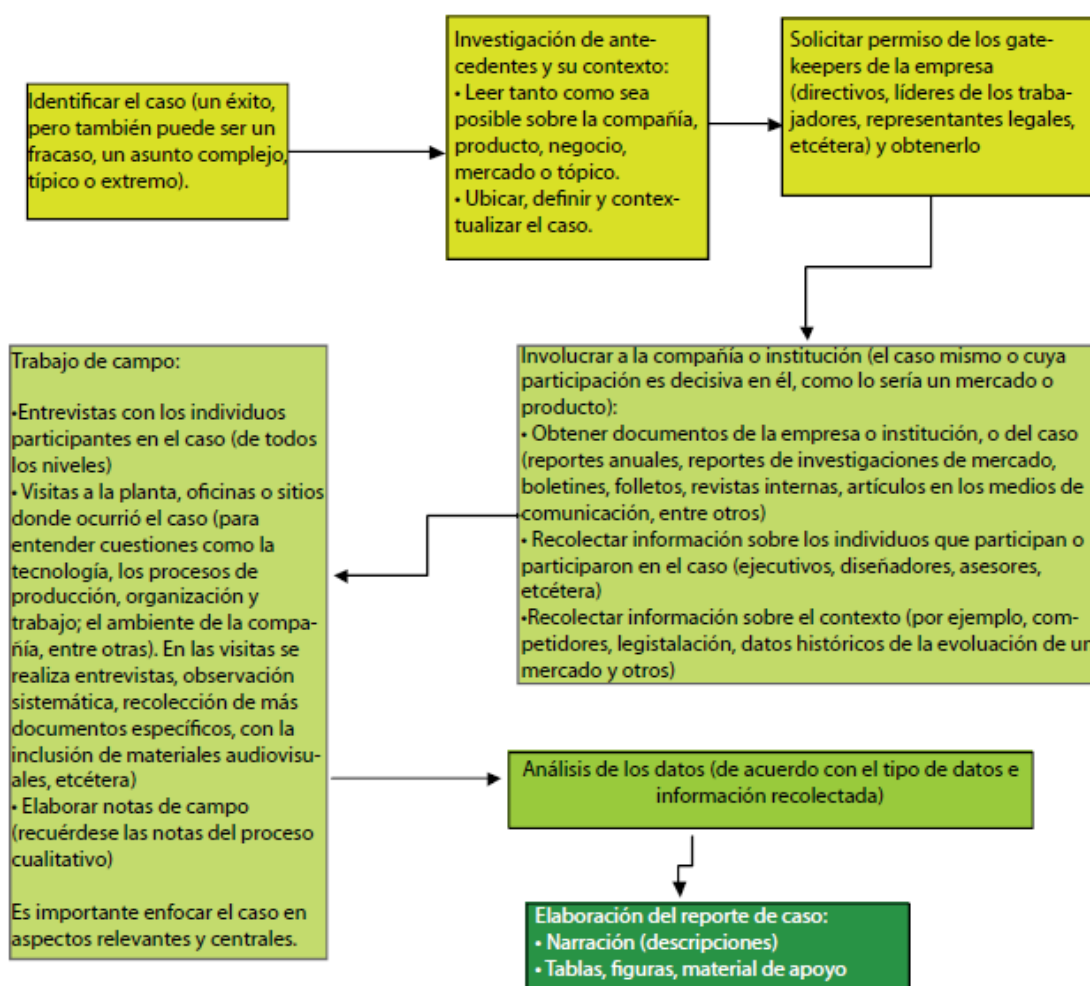 Identificar el caso (un éxito,
pero también puede ser un
fracaso, un asunto complejo,
típico o extremo).
Investigación de ante-
cedentes y su contexto:
• Leer tanto como sea
posible sobre la compañía,
producto, negocio,
mercado o tópico.
• Ubicar, definir y contex-
tualizar el caso.
Solicitar permiso de los gate-
keepers de la empresa
(directivos, líderes de los traba-
jadores, representantes legales,
etcétera) y obtenerlo
Involucrar a la compañía o institución (el caso mismo o cuya
participación es decisiva en él, como lo sería un mercado o
producto):
• Obtener documentos de la empresa o institución, o del caso
(reportes anuales, reportes de investigaciones de mercado,
boletines, folletos, revistas internas, artículos en los medios de
comunicación, entre otros)
• Recolectar información sobre los individuos que participan o
participaron en el caso (ejecutivos, diseñadores, asesores,
etcétera)
•Recolectar información sobre el contexto (por ejemplo, com-
petidores, legistalación, datos históricos de la evolución de un
mercado y otros)
Trabajo de campo:
•Entrevistas con los individuos
participantes en el caso (de todos
los niveles)
• Visitas a la planta, oficinas o sitios
donde ocurrió el caso (para
entender cuestiones como la
tecnología, los procesos de
producción, organización y
trabajo; el ambiente de la compa-
ñía, entre otras). En las visitas se
realiza entrevistas, observación
sistemática, recolección de más
documentos específicos, con la
inclusión de materiales audiovisu-
ales, etcétera)
• Elaborar notas de campo
(recuérdese las notas del proceso
cualitativo)
Es importante enfocar el caso en
aspectos relevantes y centrales.
Análisis de los datos (de acuerdo con el tipo de datos e
información recolectada)
Elaboración del reporte de caso:
• Narración (descripciones)
• Tablas, figuras, material de apoyo